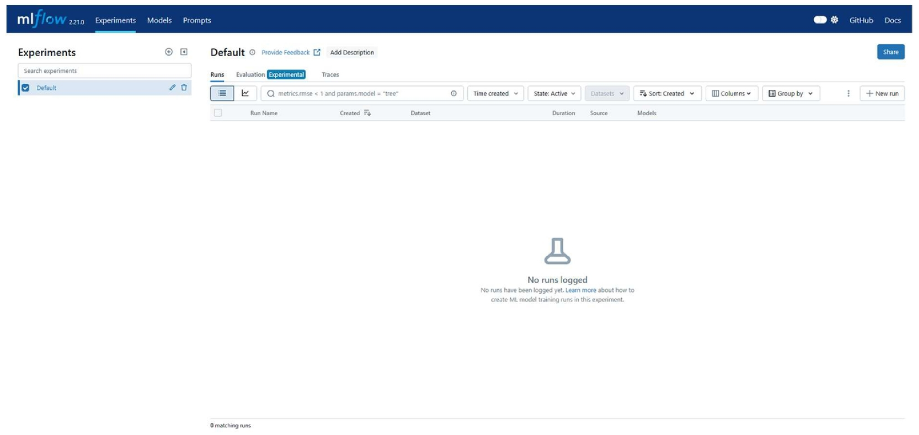 mlflow 2.21.0 Experiments Models Prompts GitHub Docs
Experiments
Search experiments
Default
Default Provide Feedback Add Description Share
Runs Evaluation Experimental Traces
metrics.rmse < 1 and params.model = "tree" Time created State: Active Datasets Sort: Created Columns Group by + New run
Run Name Created Dataset Duration Source Models
No runs logged
No runs have been logged yet. Learn more about how to
create ML model training runs in this experiment.
0 matching runs